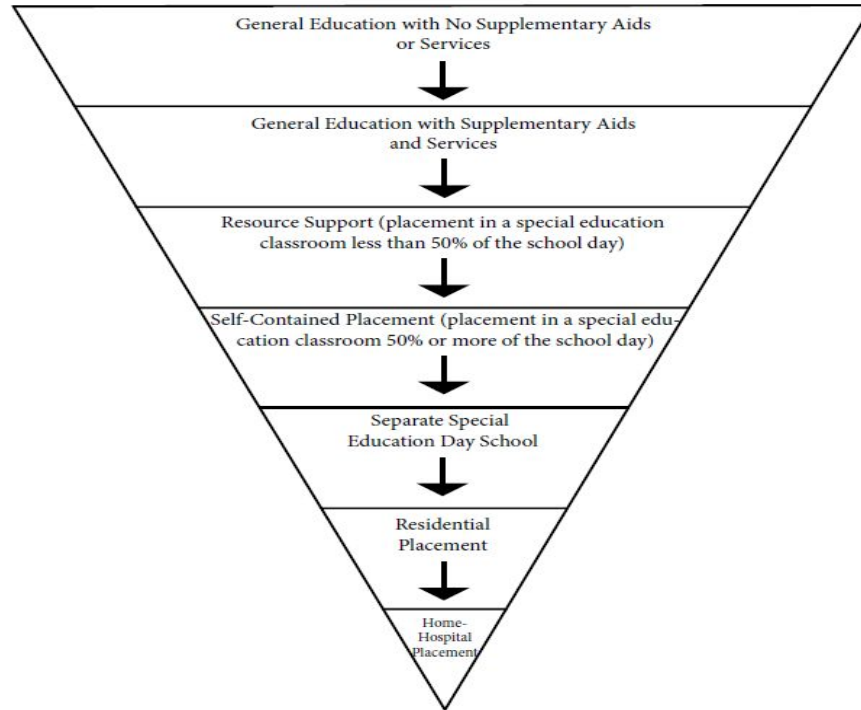 General Education with No Supplementary Aids
or Services
General Education with Supplementary Aids
and Services
Resource Support (placement in a special education
classroom less than 50% of the school day)
Self-Contained Placement (placement in a special edu-
cation classroom 50% or more of the school day)
Separate Special
Education Day School
Residential
Placement
Home-
Hospital
Placement